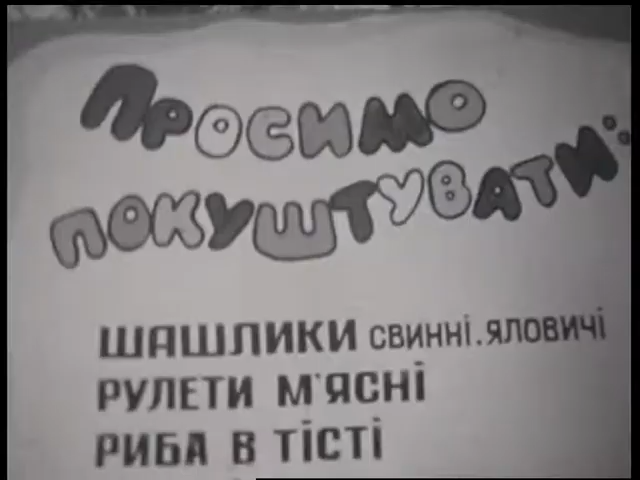 ПРОСИМО
ПОКУШТУВАТИ:
ШАШЛИКИ СВИННІ. ЯЛОВИЧІ
РУЛЕТИ М'ЯСНІ
РИБА В ТІСТІ